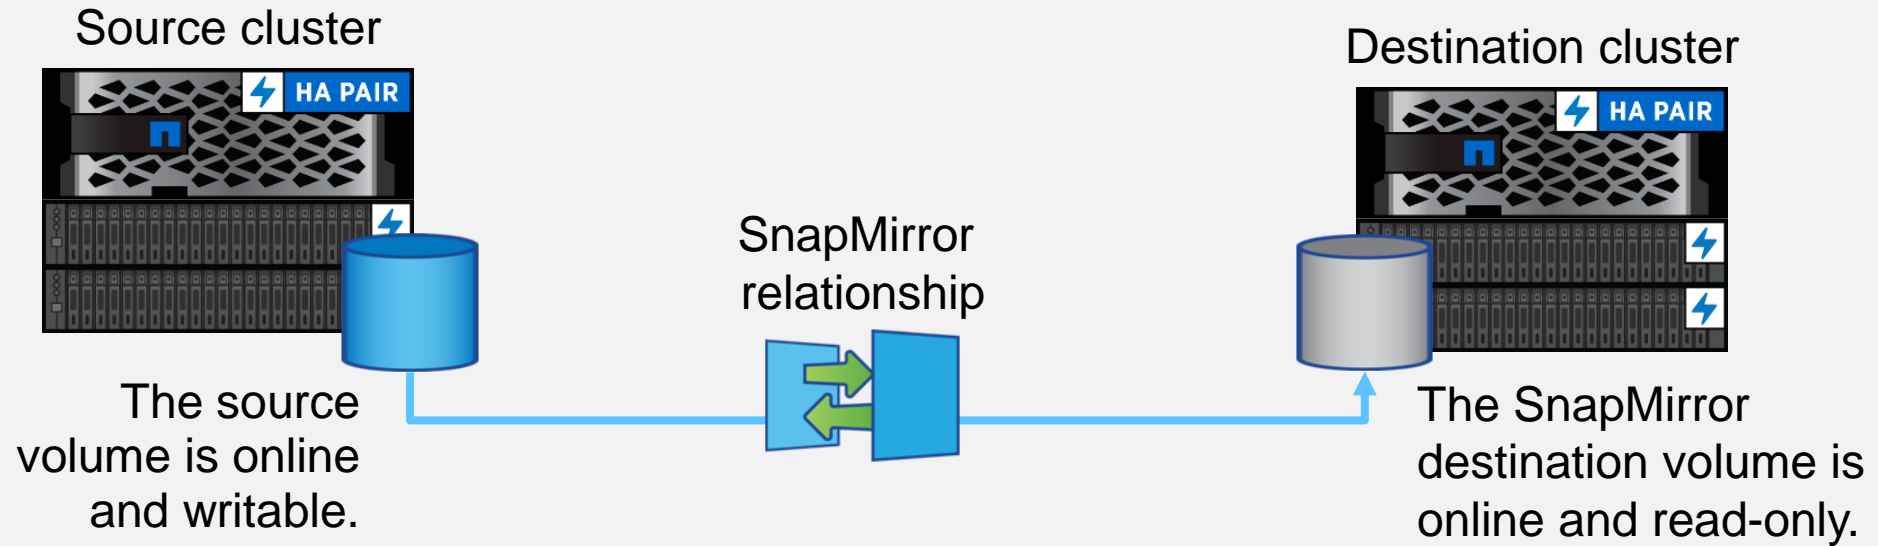 Source cluster
HA PAIR
The source
volume is online
and writable.
SnapMirror
relationship
Destination cluster
HA PAIR
The SnapMirror
destination volume is
online and read-only.